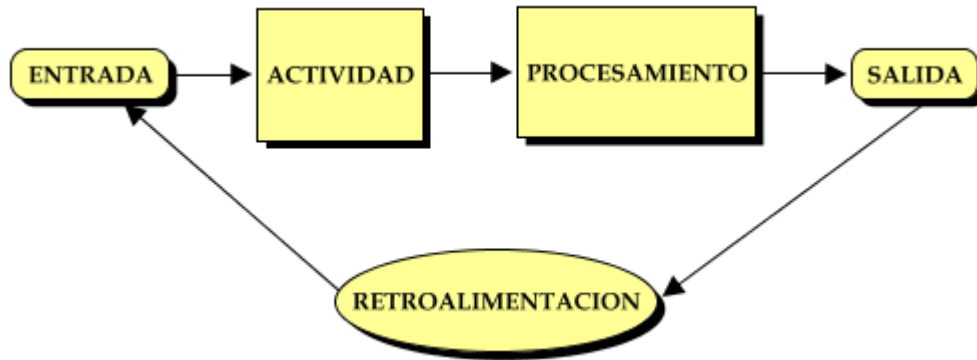 ENTRADA
ACTIVIDAD
PROCESAMIENTO
SALIDA
RETROALIMENTACION